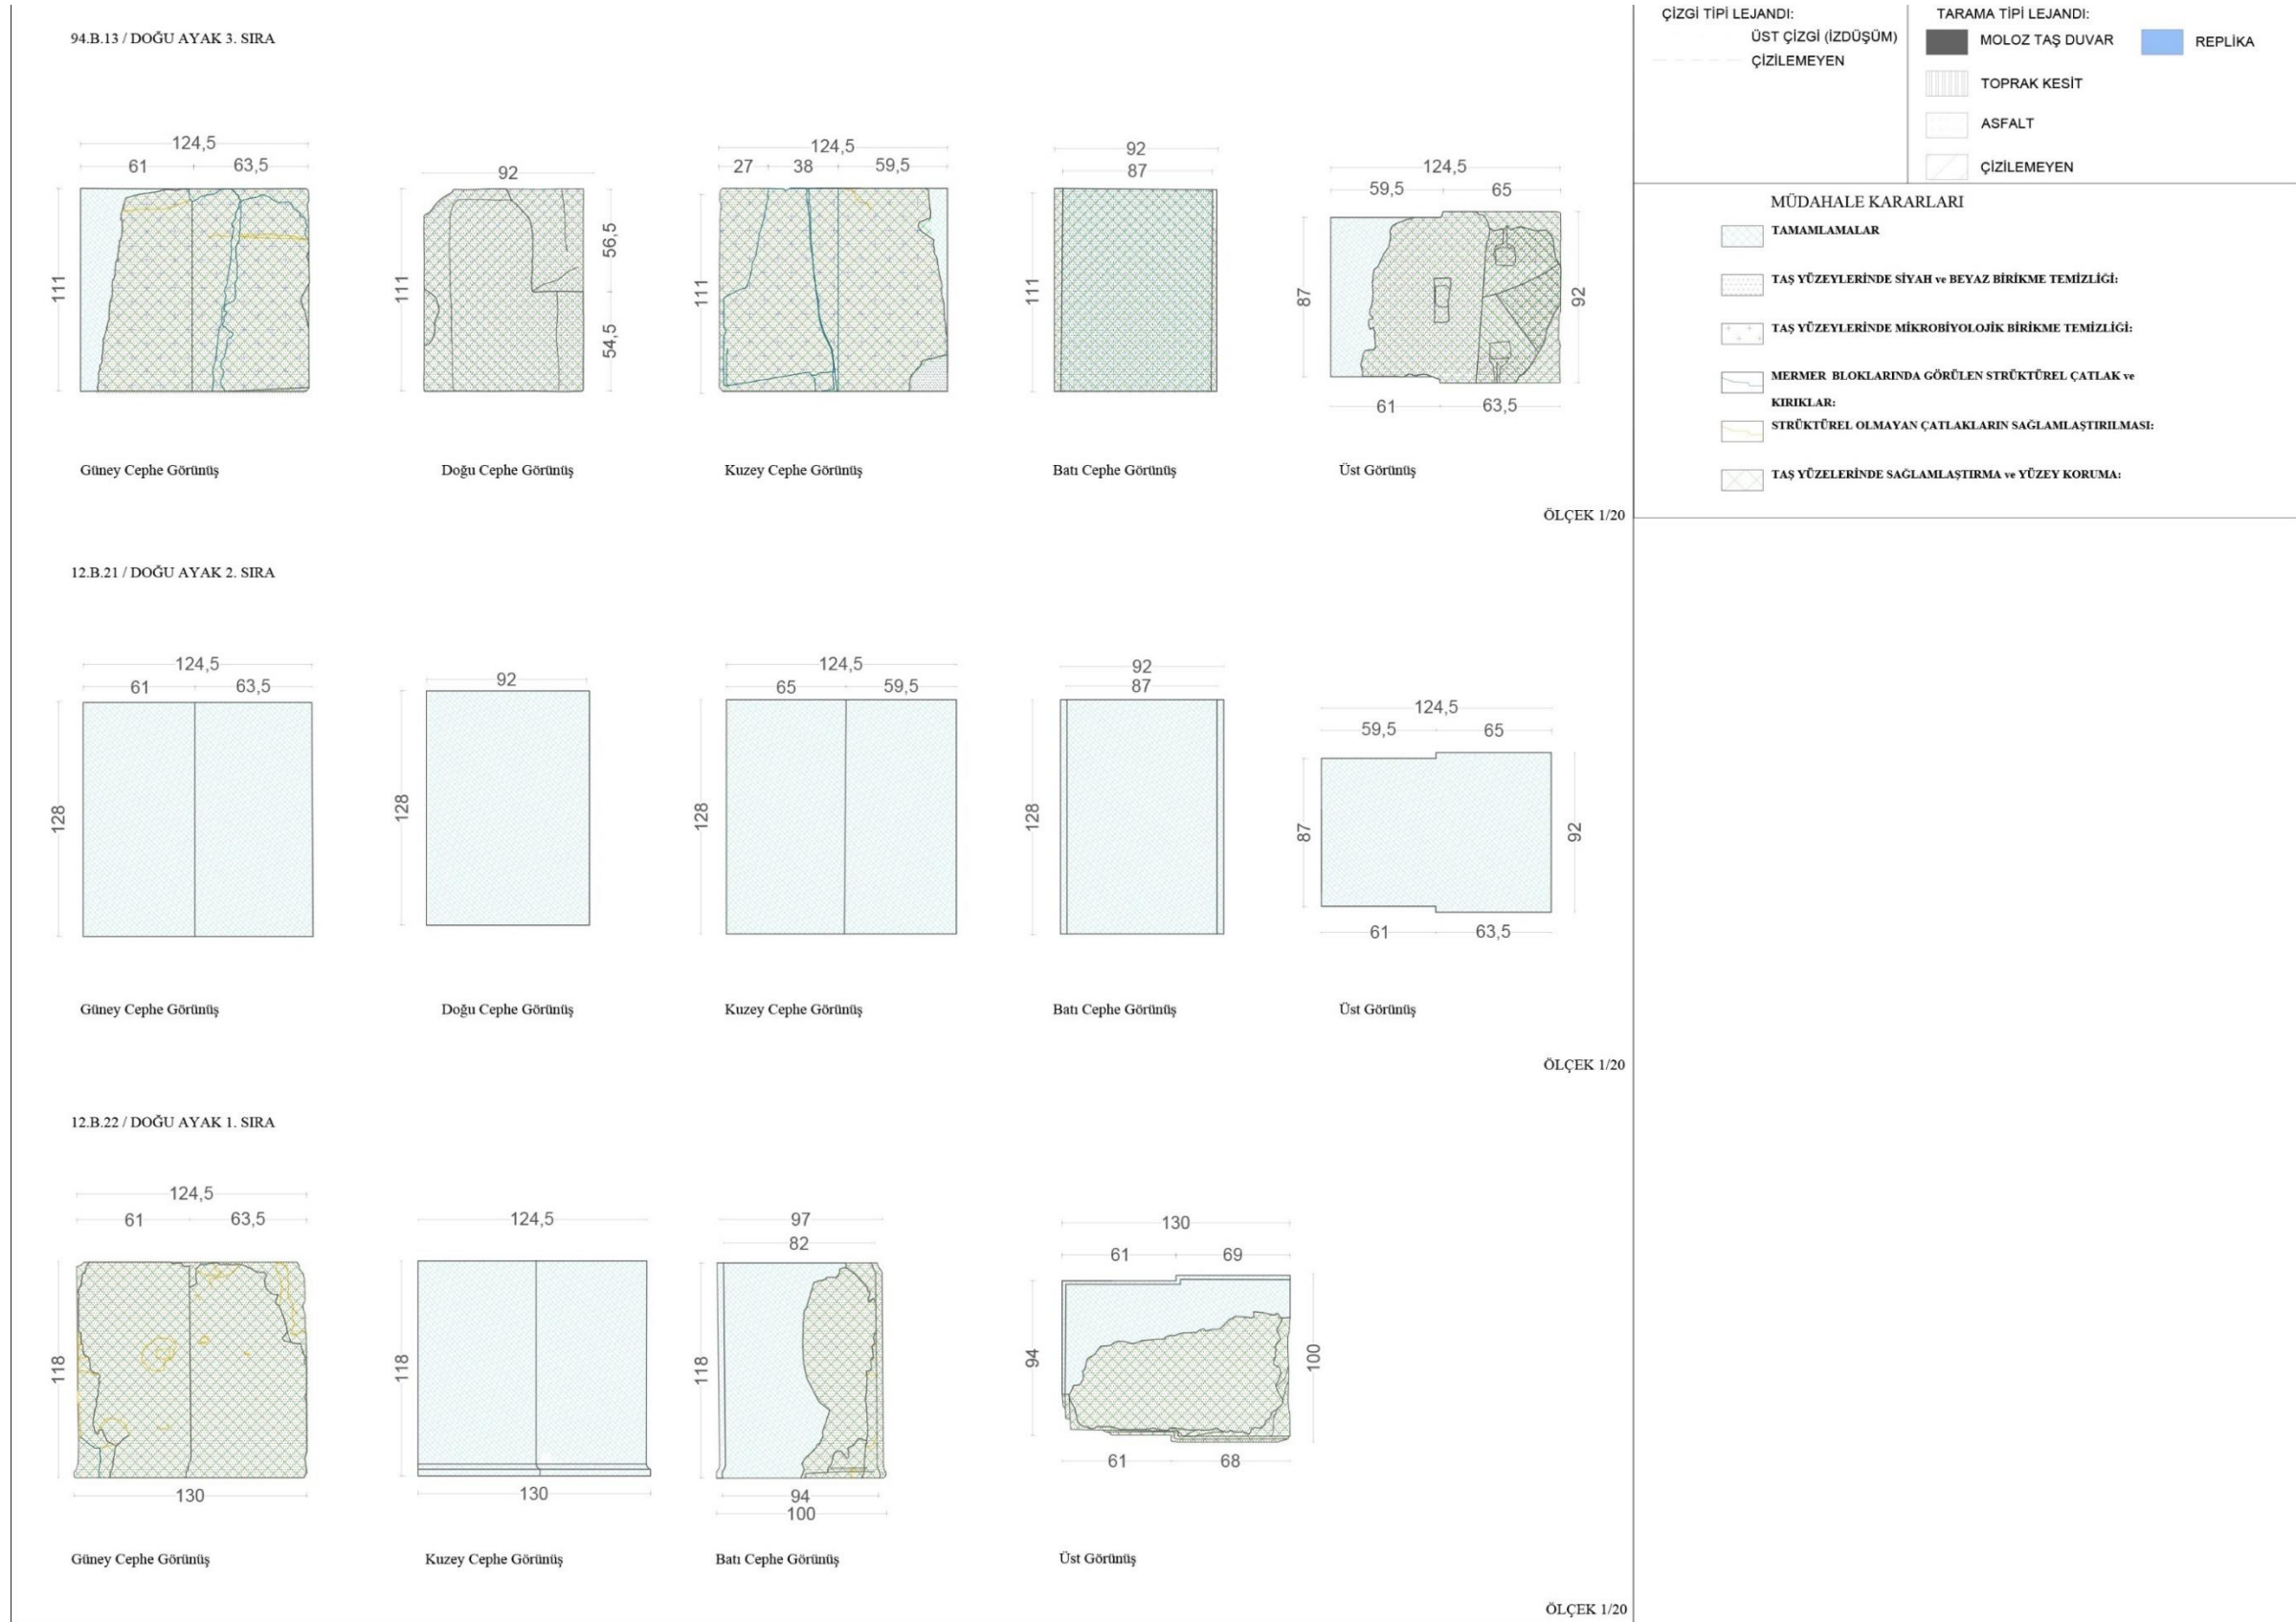 94.B.13 / DOĞU AYAK 3. SIRA
124,5
61
63,5
111
Güney Cephe Görünüş
92
111
56,5
54,5
Doğu Cephe Görünüş
124,5
27
38
59,5
111
Kuzey Cephe Görünüş
92
87
111
Batı Cephe Görünüş
124,5
59,5
65
87
92
61
63,5
Üst Görünüş
ÖLÇEK 1/20
12.B.21 / DOĞU AYAK 2. SIRA
124,5
61
63,5
128
Güney Cephe Görünüş
92
128
Doğu Cephe Görünüş
124,5
65
59,5
128
Kuzey Cephe Görünüş
92
87
128
Batı Cephe Görünüş
124,5
59,5
65
87
92
61
63,5
Üst Görünüş
ÖLÇEK 1/20
12.B.22 / DOĞU AYAK 1. SIRA
124,5
61
63,5
118
130
Güney Cephe Görünüş
124,5
118
130
Kuzey Cephe Görünüş
97
82
118
94
100
Batı Cephe Görünüş
130
61
69
94
100
61
68
Üst Görünüş
ÖLÇEK 1/20
ÇİZGİ TİPİ LEJANDI:
ÜST ÇİZGİ (İZDÜŞÜM)
ÇİZİLEMEYEN
TARAMA TİPİ LEJANDI:
MOLOZ TAŞ DUVAR
REPLİKA
TOPRAK KESİT
ASFALT
ÇİZİLEMEYEN
MÜDAHALE KARARLARI
TAMAMLAMALAR
TAŞ YÜZEYLERİNDE SİYAH ve BEYAZ BİRİKME TEMİZLİĞİ:
TAŞ YÜZEYLERİNDE MİKROBİYOLOJİK BİRİKME TEMİZLİĞİ:
MERMER BLOKLARINDA GÖRÜLEN STRÜKTÜREL ÇATLAK ve
KIRIKLAR:
STRÜKTÜREL OLMAYAN ÇATLAKLARIN SAĞLAMLAŞTIRILMASI:
TAŞ YÜZELERİNDE SAĞLAMLAŞTIRMA ve YÜZEY KORUMA: